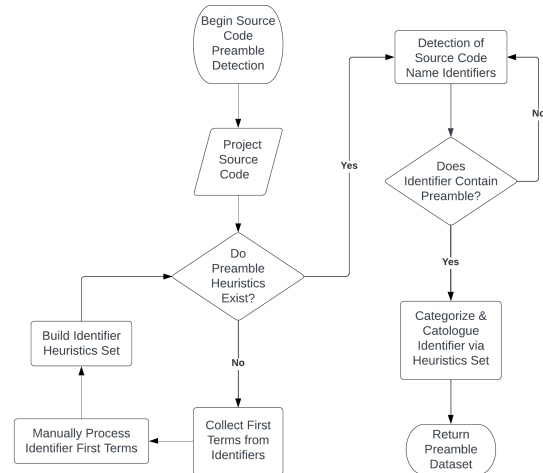 Begin Source
Code
Preamble
Detection
Project
Source
Code
Do
Preamble
Heuristics
Exist?
No
Collect First
Terms from
Identifiers
Manually Process
Identifier First Terms
Build Identifier
Heuristics Set
Yes
Detection of
Source Code
Name Identifiers
Does
Identifier Contain
Preamble?
No
Yes
Categorize &
Catologue
Identifier via
Heuristics Set
Return
Preamble
Dataset